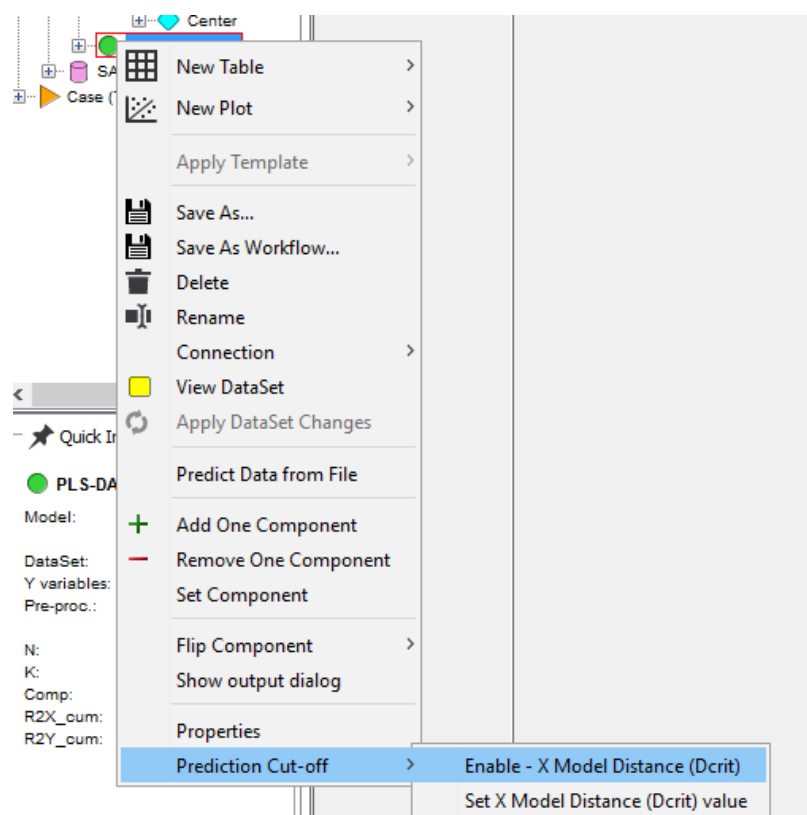 Center
SA
Case (
New Table
New Plot
Apply Template
Save As...
Save As Workflow...
Delete
Rename
Connection
View DataSet
Apply DataSet Changes
Quick In
Predict Data from File
PLS-DA
Model:
Add One Component
DataSet:
Remove One Component
Y variables:
Set Component
Pre-proc.:
N:
Flip Component
K:
Show output dialog
Comp:
R2X_cum:
Properties
R2Y_cum:
Prediction Cut-off
Enable - X Model Distance (Dcrit)
Set X Model Distance (Dcrit) value